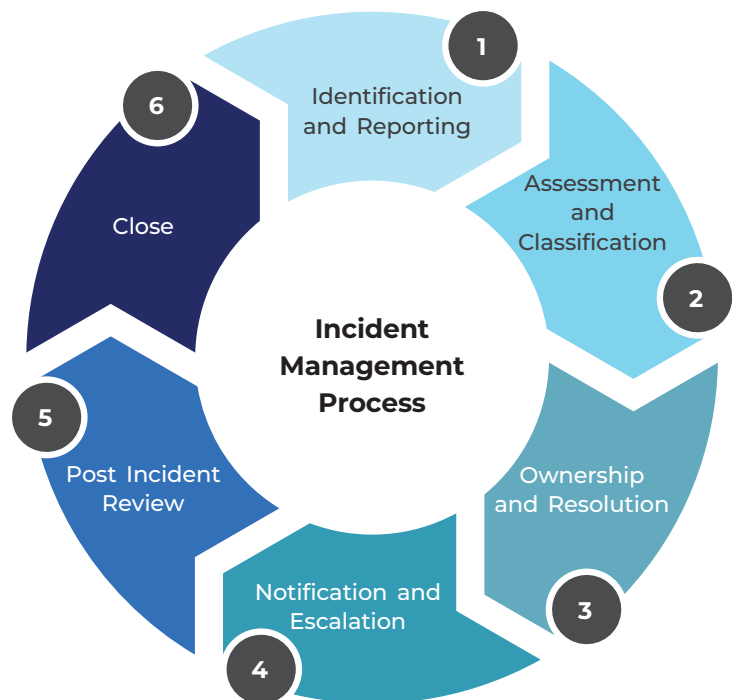 1
Identification
and Reporting
Assessment
and
Classification
2
Ownership
and Resolution
3
Notification and
Escalation
4
Post Incident
Review
5
Close
6
Incident
Management
Process